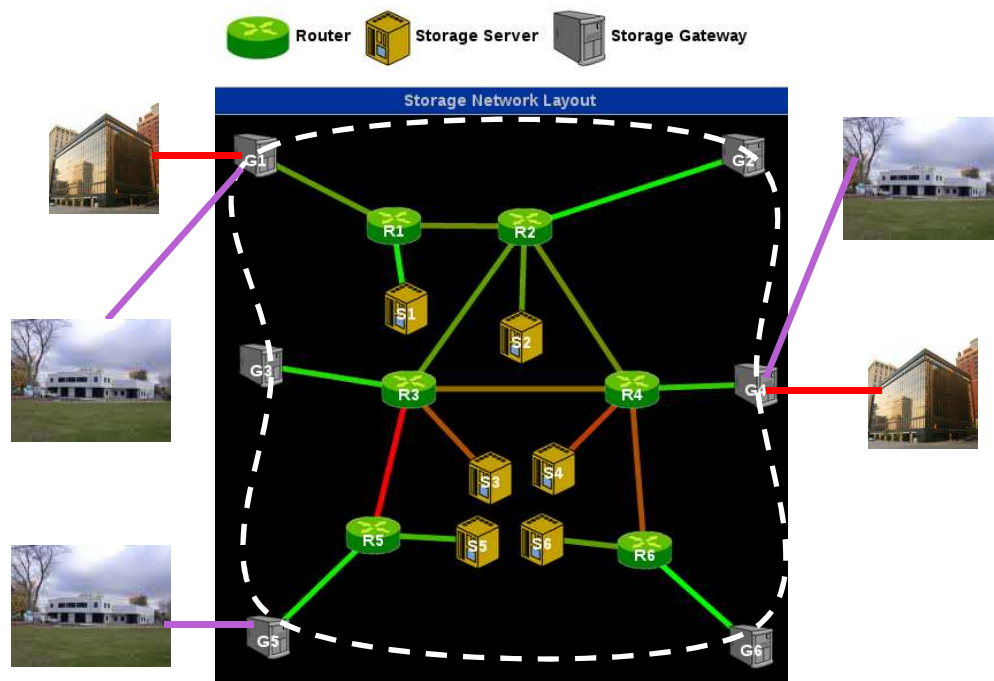 Router Storage Server Storage Gateway
Storage Network Layout
G1 G2
R1 R2
S1
S2
G3
R3 R4 G4
S3 S4
R5 S5 S6 R6
G5 G6